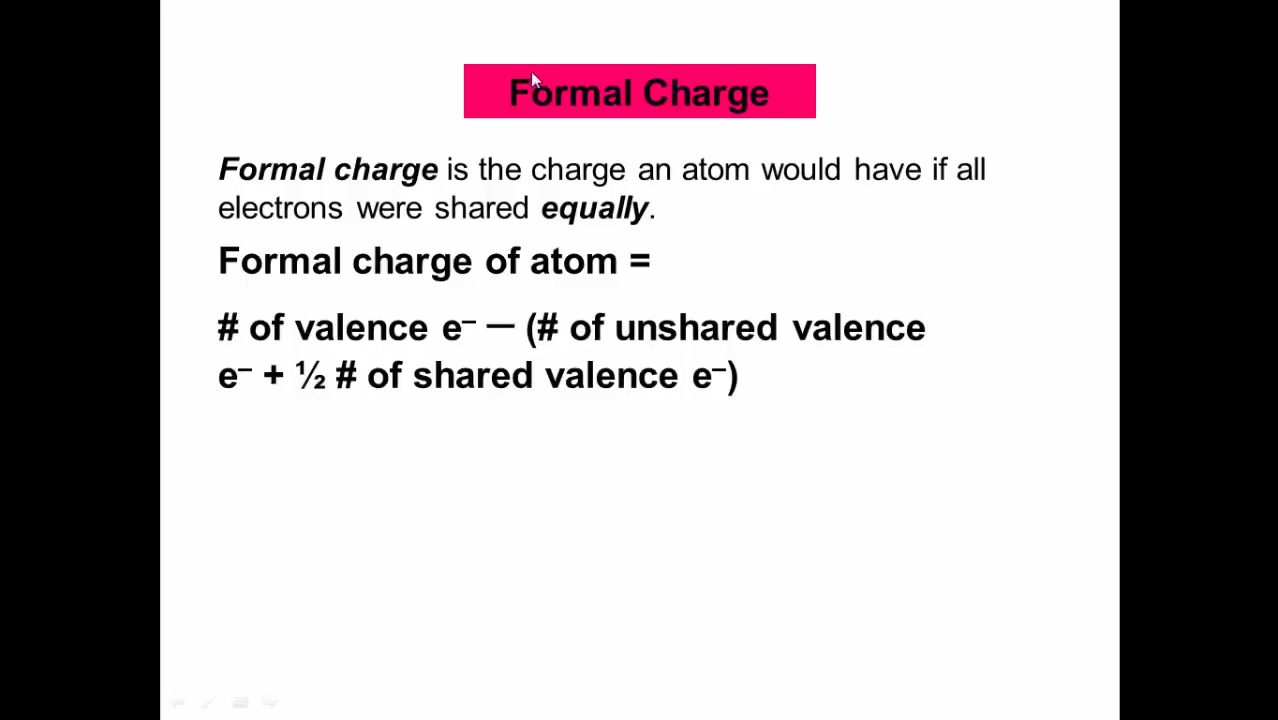 Formal Charge
Formal charge is the charge an atom would have if all
electrons were shared equally.
Formal charge of atom =
# of valence e⁻ — (# of unshared valence
e⁻ + ½ # of shared valence e⁻)